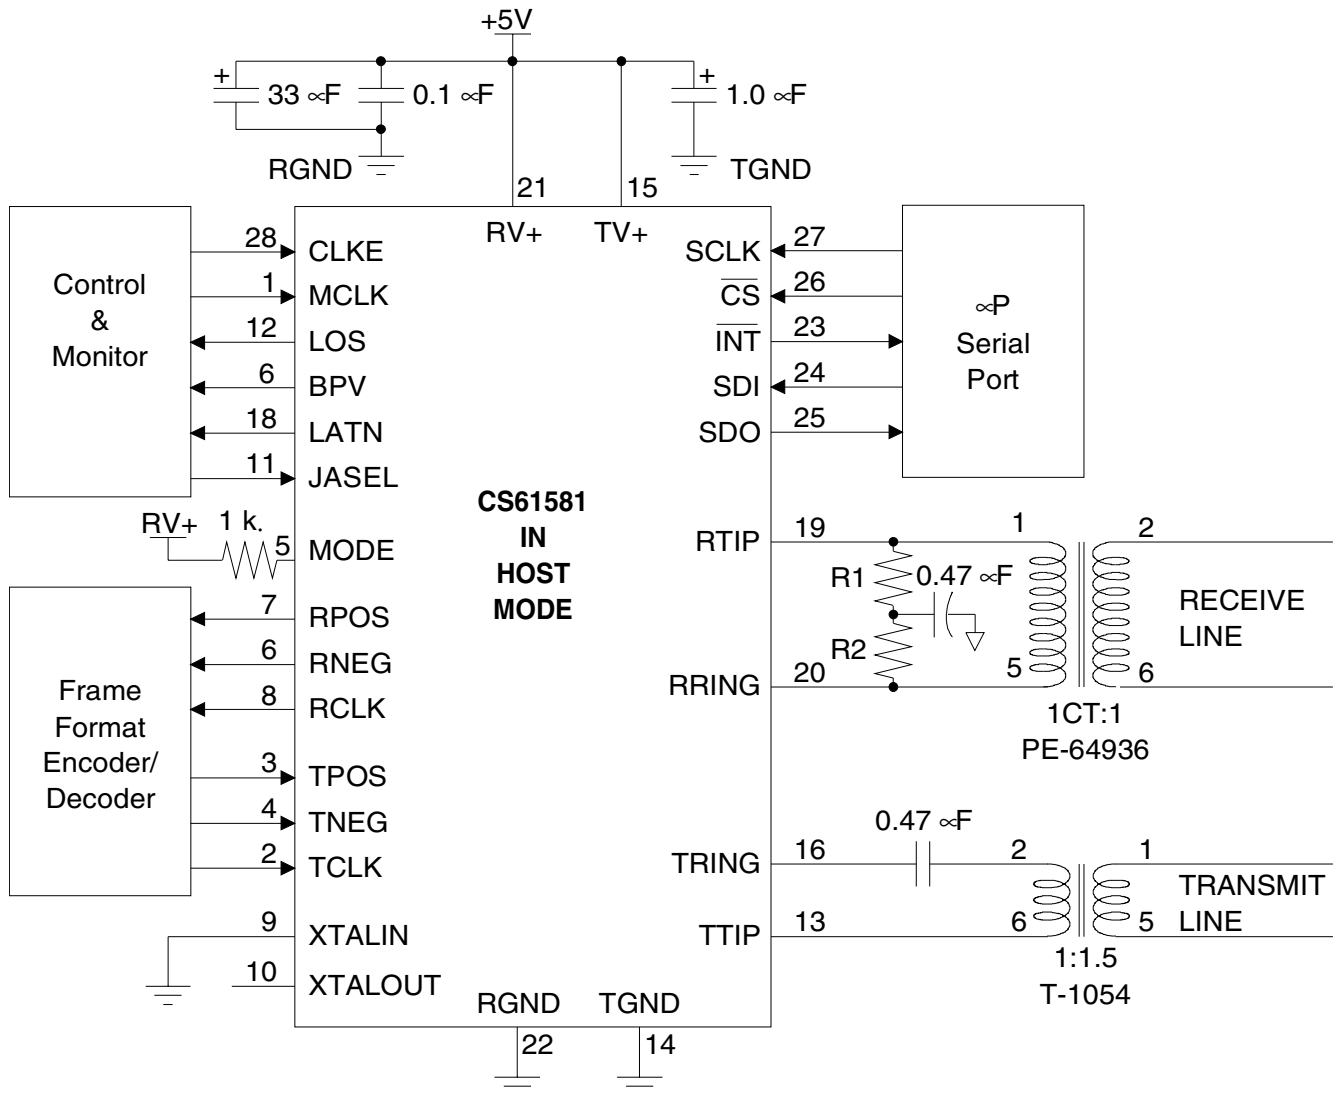 +5V
+ 33 ∝F
0.1 ∝F
+ 1.0 ∝F
RGND
TGND
21
15
RV+
TV+
Control
&
Monitor
28 CLKE
1 MCLK
12 LOS
6 BPV
18 LATN
11 JASEL
RV+
1 k.
5 MODE
Frame
Format
Encoder/
Decoder
7 RPOS
6 RNEG
8 RCLK
3 TPOS
4 TNEG
2 TCLK
9 XTALIN
10 XTALOUT
CS61581
IN
HOST
MODE
RGND
TGND
22
14
SCLK 27
CS 26
INT 23
SDI 24
SDO 25
∝P
Serial
Port
RTIP 19
R1
0.47 ∝F
R2
RRING 20
1
2
5
6
RECEIVE
LINE
1CT:1
PE-64936
TRING 16
0.47 ∝F
2
1
TTIP 13
6
5
TRANSMIT
LINE
1:1.5
T-1054